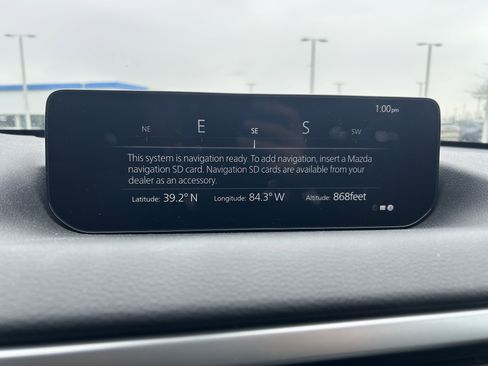 1:00pm
NE E SE S SW
This system is navigation ready. To add navigation, insert a Mazda
navigation SD card. Navigation SD cards are available from your
dealer as an accessory.
Latitude: 39.2° N Longitude: 84.3° W Altitude: 868feet